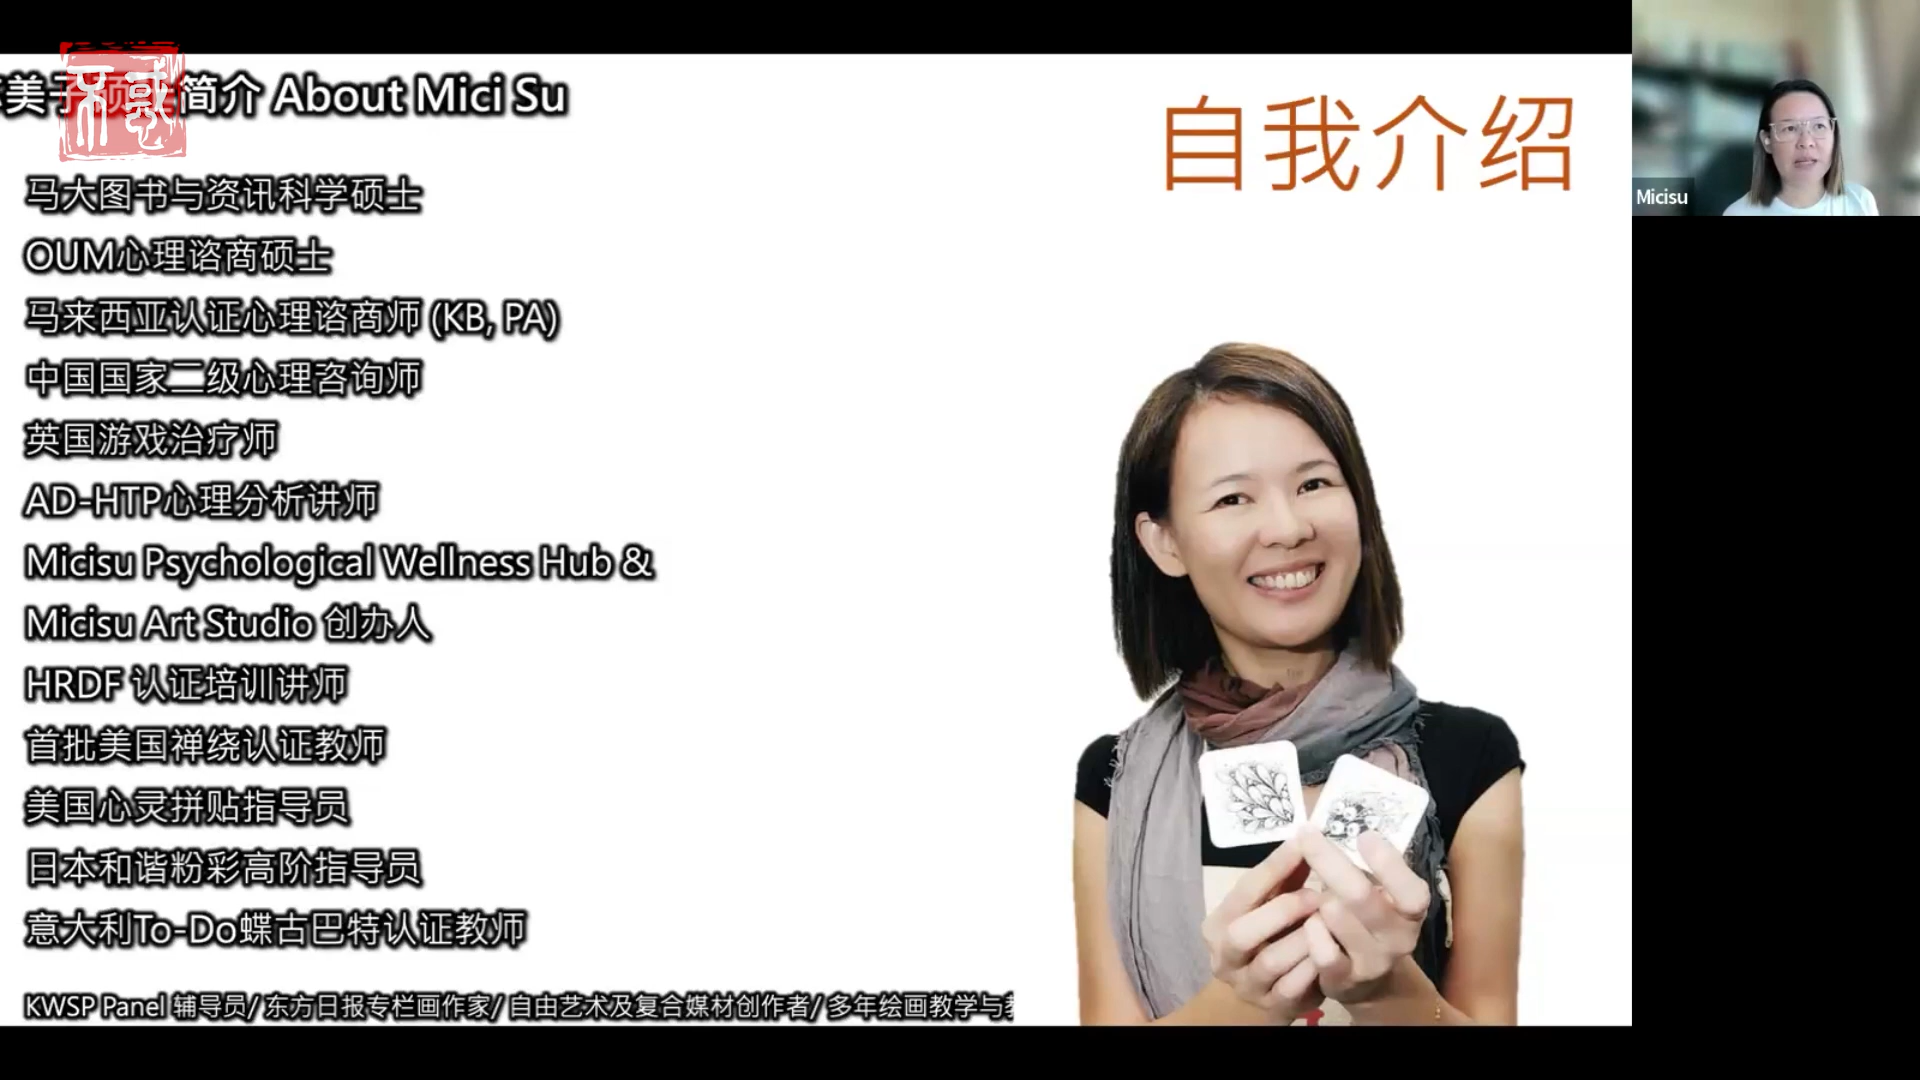 美子硕士简介 About Mici Su
自我介绍
不惑
Micisu
马大图书与资讯科学硕士
OUM心理谘商硕士
马来西亚认证心理谘商师 (KB, PA)
中国国家二级心理咨询师
英国游戏治疗师
AD-HTP心理分析讲师
Micisu Psychological Wellness Hub &
Micisu Art Studio 创办人
HRDF 认证培训讲师
首批美国禅绕认证教师
美国心灵拼贴指导员
日本和谐粉彩高阶指导员
意大利To-Do蝶古巴特认证教师
KWSP Panel 辅导员/ 东方日报专栏画作家/ 自由艺术及复合媒材创作者/ 多年绘画教学与